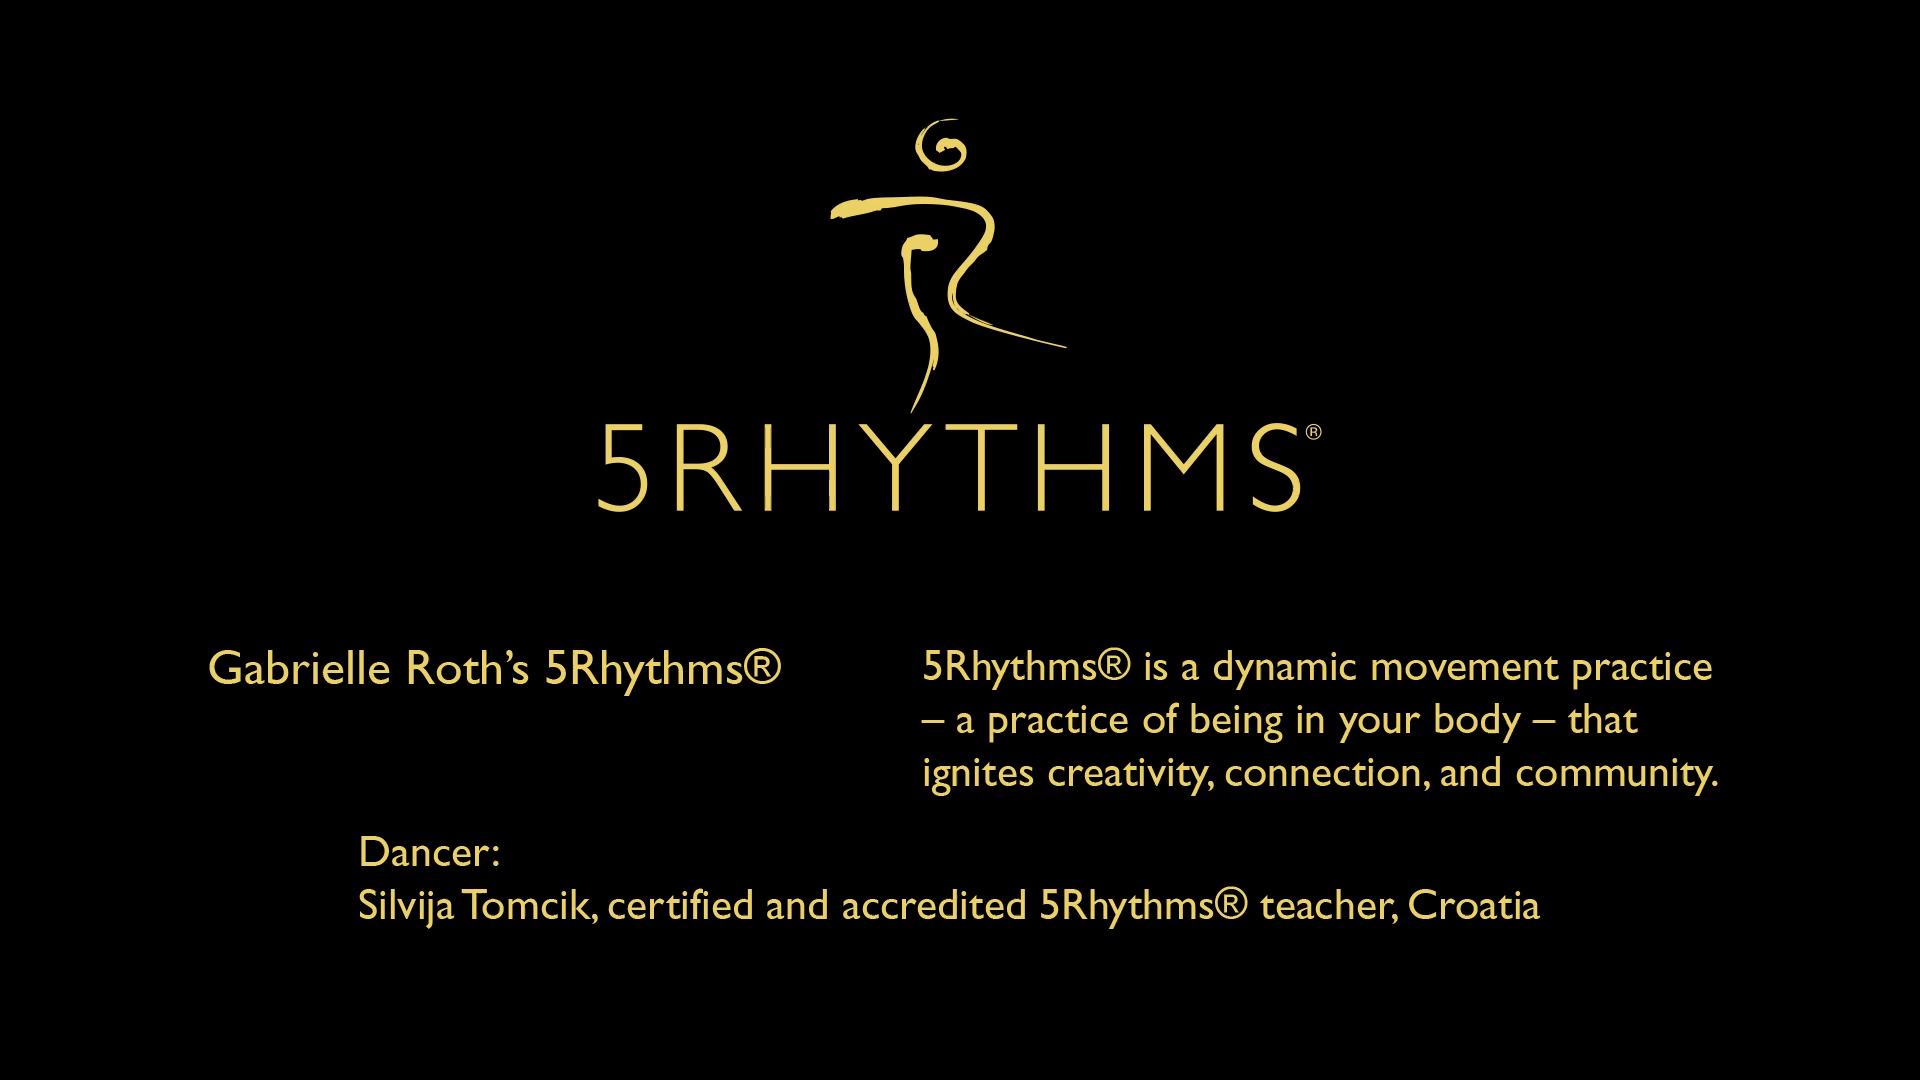 5RHYTHMS®
Gabrielle Roth’s 5Rhythms®
5Rhythms® is a dynamic movement practice
– a practice of being in your body – that
ignites creativity, connection, and community.
Dancer:
Silvija Tomcik, certified and accredited 5Rhythms® teacher, Croatia